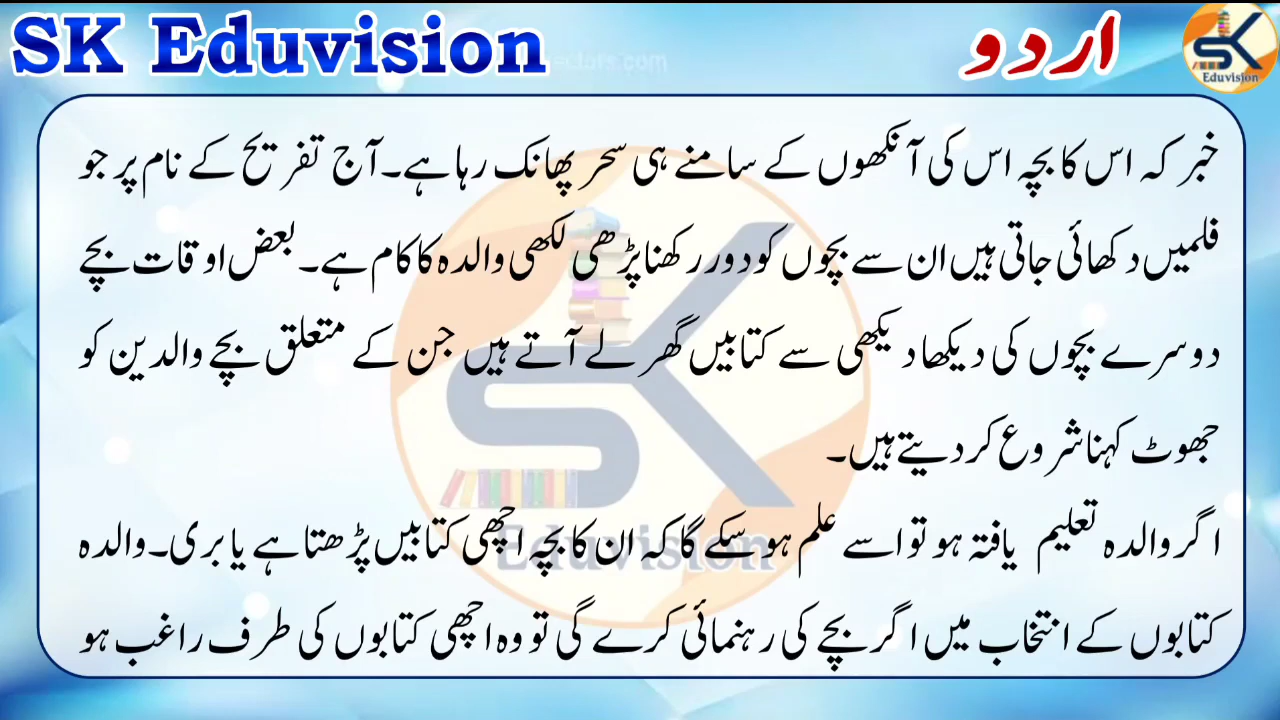 SK Eduvision
اردو
SK
Eduvision
خبر کہ اس کا بچہ اس کی آنکھوں کے سامنے ہی سحر پھانک رہا ہے۔ آج تفریح کے نام پر جو
فلمیں دکھائی جاتی ہیں ان سے بچوں کو دور رکھنا پڑھی لکھی والدہ کا کام ہے۔ بعض اوقات بچے
دوسرے بچوں کی دیکھا دیکھی سے کتابیں گھر لے آتے ہیں جن کے متعلق بچے والدین کو
جھوٹ کہنا شروع کر دیتے ہیں۔
اگر والدہ تعلیم یافتہ ہو تو اسے علم ہو سکے گا کہ ان کا بچہ اچھی کتابیں پڑھتا ہے یا بری۔ والدہ
کتابوں کے انتخاب میں اگر بچے کی رہنمائی کرے گی تو وہ اچھی کتابوں کی طرف راغب ہو
SK
Eduvision